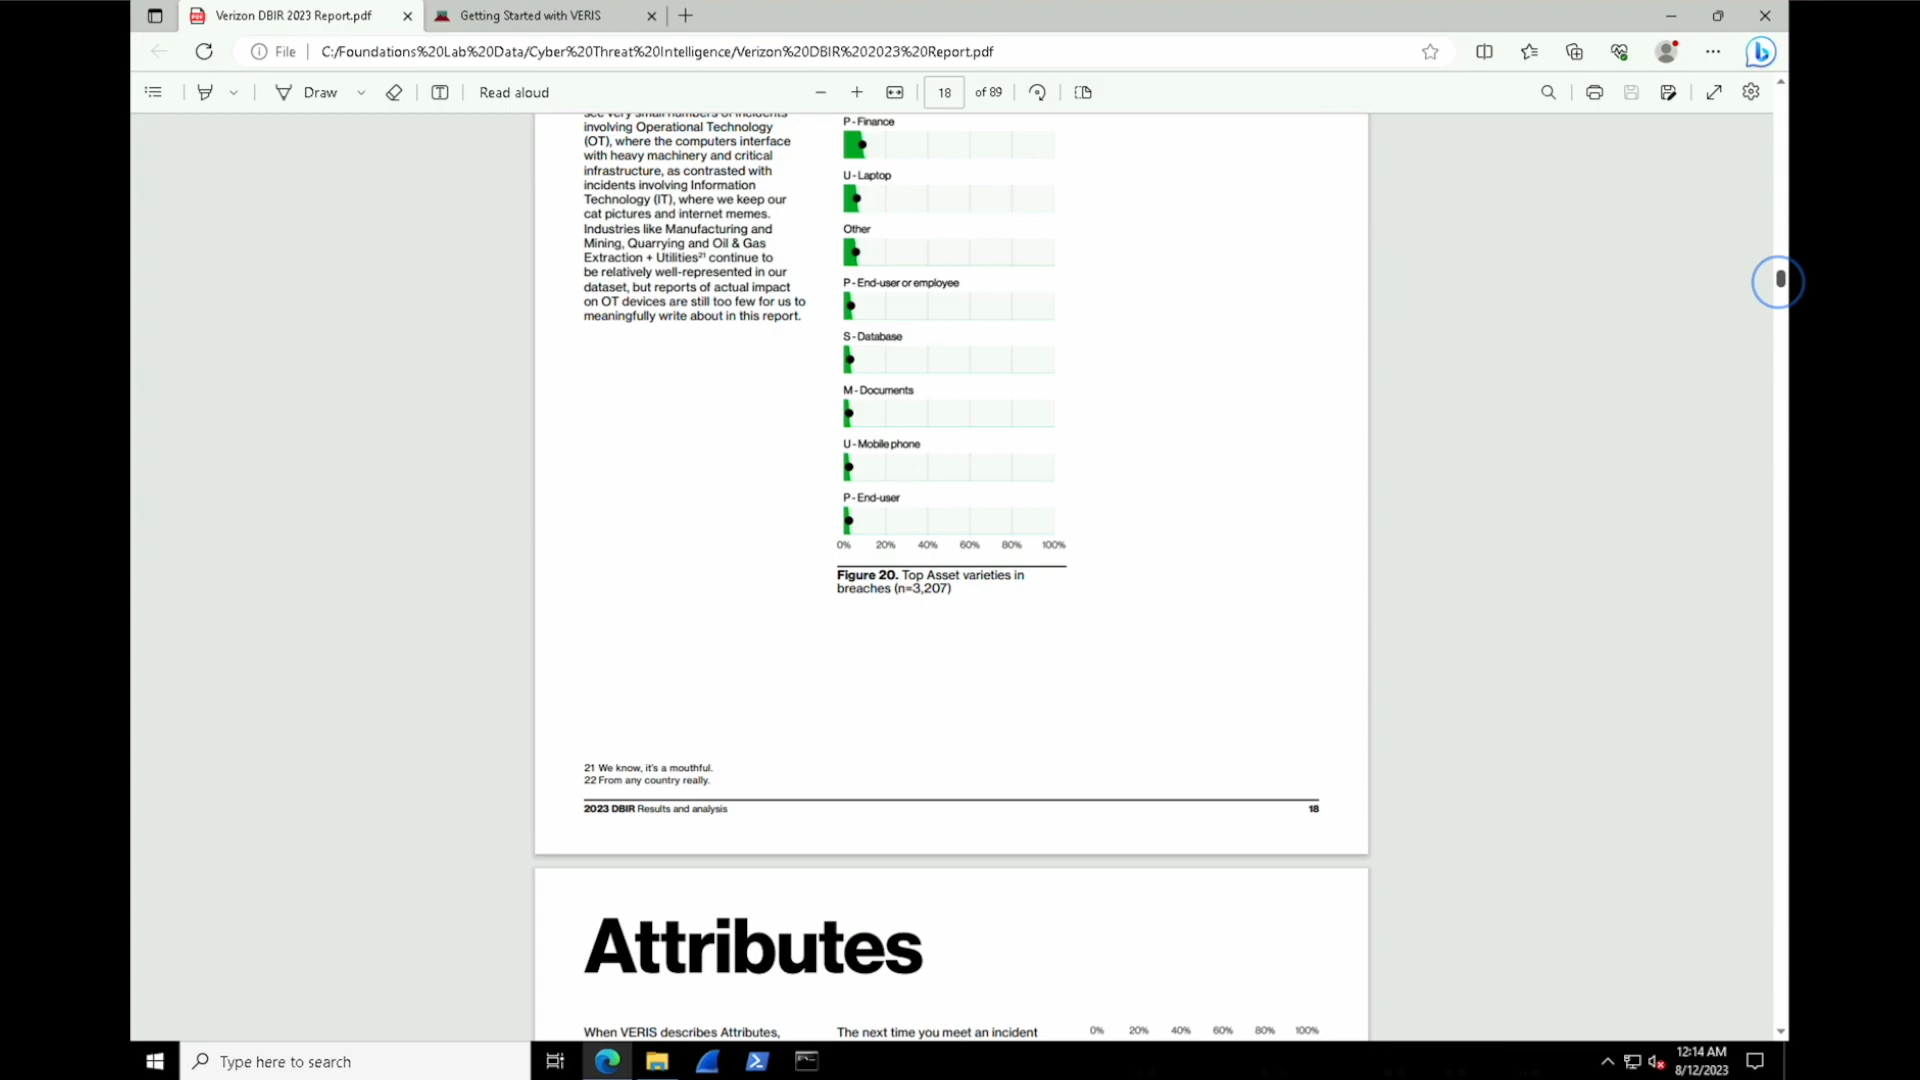 Verizon DBIR 2023 Report.pdf
Getting Started with VERIS
File
C:/Foundations%20Lab%20Data/Cyber%20Threat%20Intelligence/Verizon%20DBIR%202023%20Report.pdf
Draw
Read aloud
18 of 89
see very small numbers of incidents
involving Operational Technology
(OT), where the computers interface
with heavy machinery and critical
infrastructure, as contrasted with
incidents involving Information
Technology (IT), where we keep our
cat pictures and internet memes.
Industries like Manufacturing and
Mining, Quarrying and Oil & Gas
Extraction + Utilities²¹ continue to
be relatively well-represented in our
dataset, but reports of actual impact
on OT devices are still too few for us to
meaningfully write about in this report.
P - Finance
U - Laptop
Other
P - End-user or employee
S - Database
M - Documents
U - Mobile phone
P - End-user
0% 20% 40% 60% 80% 100%
Figure 20. Top Asset varieties in
breaches (n=3,207)
21 We know, it's a mouthful.
22 From any country really.
2023 DBIR Results and analysis
18
Attributes
When VERIS describes Attributes,
The next time you meet an incident
0% 20% 40% 60% 80% 100%
Type here to search
12:14 AM
8/12/2023